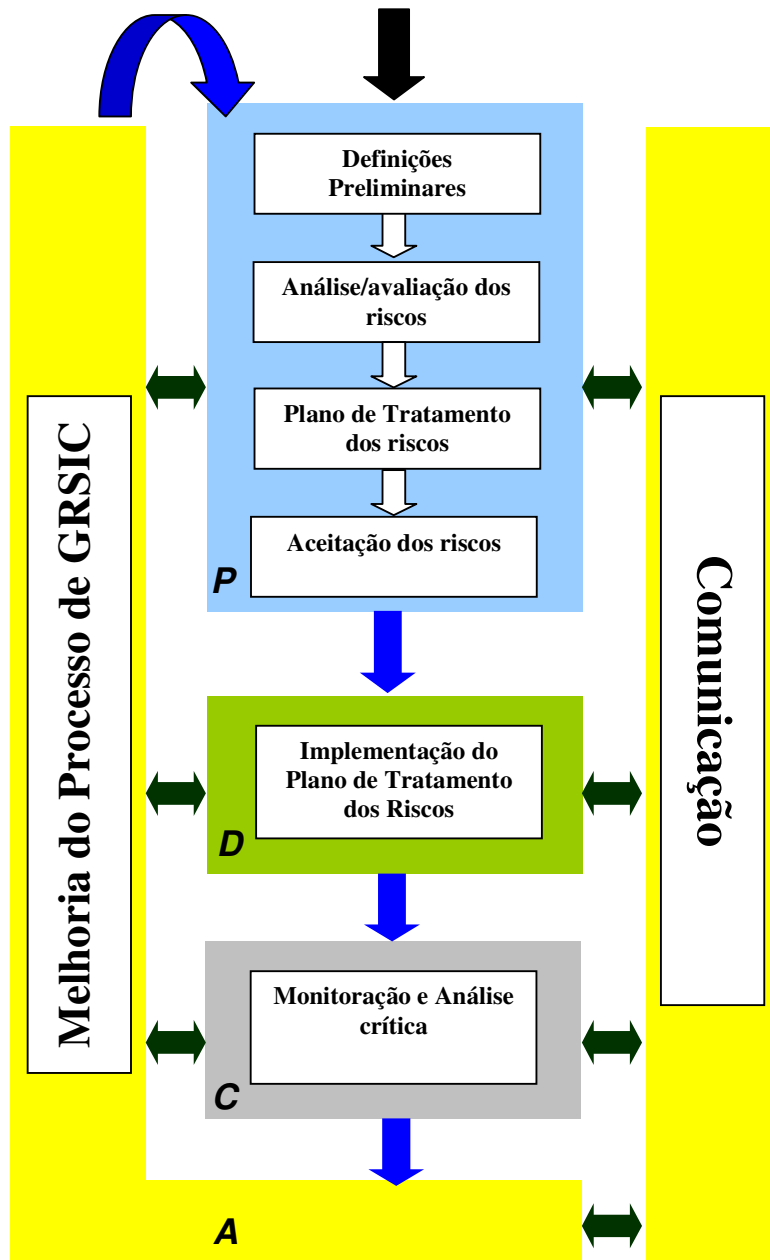 Definições
Preliminares
Análise/avaliação dos
riscos
Plano de Tratamento
dos riscos
Aceitação dos riscos
P
Implementação do
Plano de Tratamento
dos Riscos
D
Monitoração e Análise
crítica
C
A
Melhoria do Processo de GRSIC
Comunicação